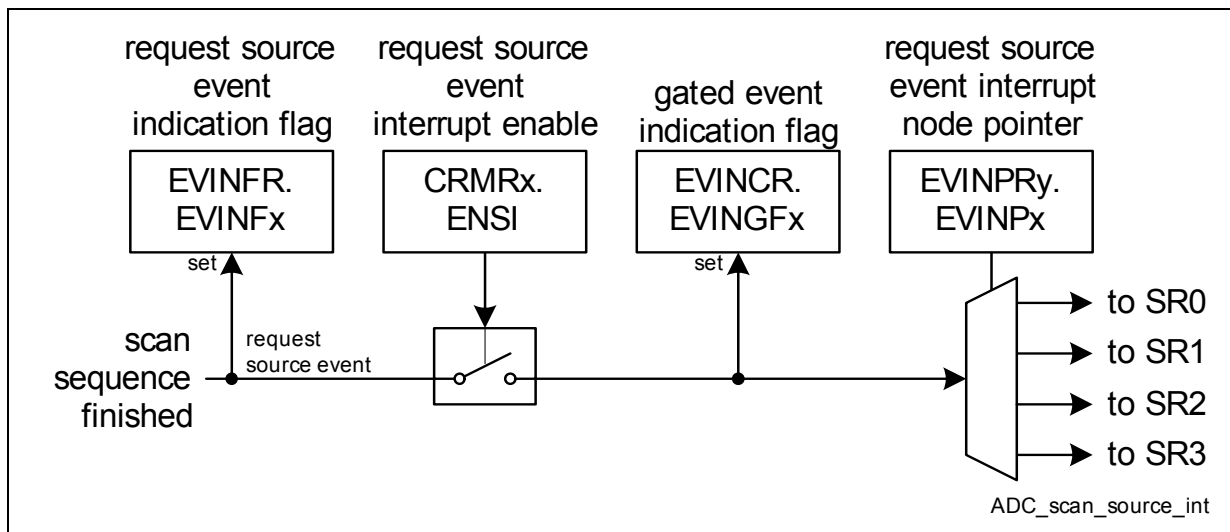 request source
event
indication flag
EVINFR.
EVINFx
set
request source
event
interrupt enable
CRMRx.
ENSI
gated event
indication flag
EVINCR.
EVINGFx
set
request source
event interrupt
node pointer
EVINPRy.
EVINPx
scan
sequence
finished
request
source event
to SR0
to SR1
to SR2
to SR3
ADC_scan_source_int